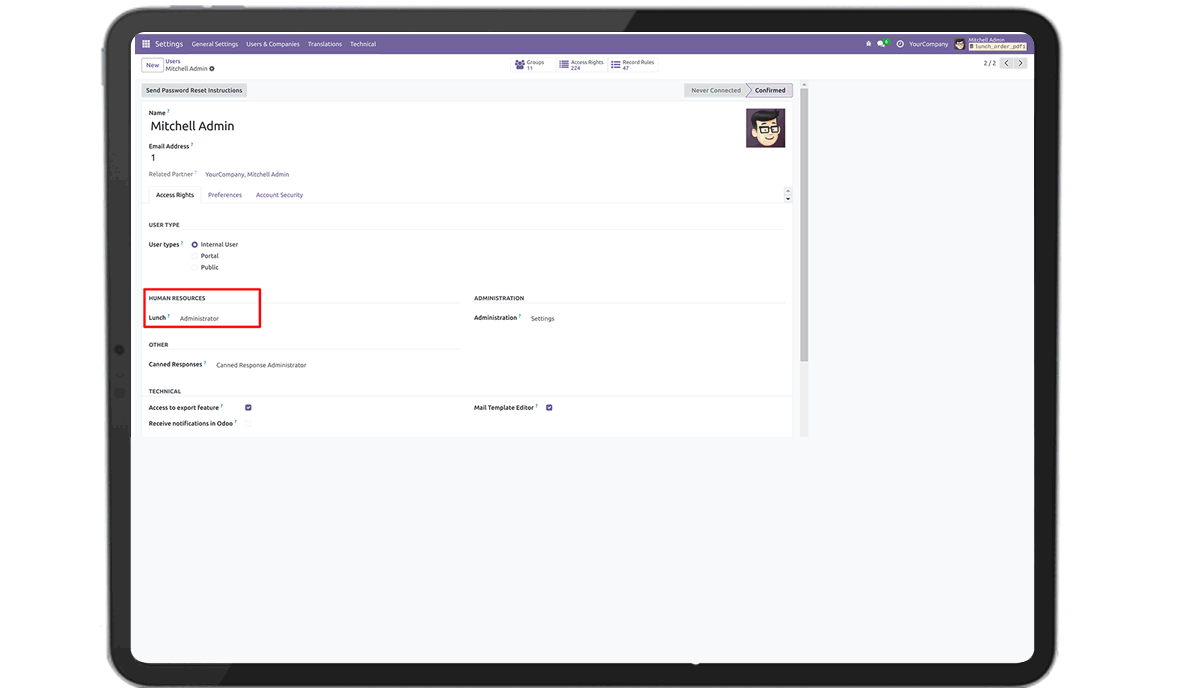 Settings General Settings Users & Companies Translations Technical 6 YourCompany Mitchell Admin
lunch_order_pdf1
New Users Groups Access Rights Record Rules
Mitchell Admin 11 224 47 2 / 2
Send Password Reset Instructions Never Connected Confirmed
Name ?
Mitchell Admin
Email Address ?
1
Related Partner ? YourCompany, Mitchell Admin
Access Rights Preferences Account Security
USER TYPE
User types ? Internal User
Portal
Public
HUMAN RESOURCES ADMINISTRATION
Lunch ? Administrator Administration ? Settings
OTHER
Canned Responses ? Canned Response Administrator
TECHNICAL
Access to export feature ? Mail Template Editor ?
Receive notifications in Odoo ?